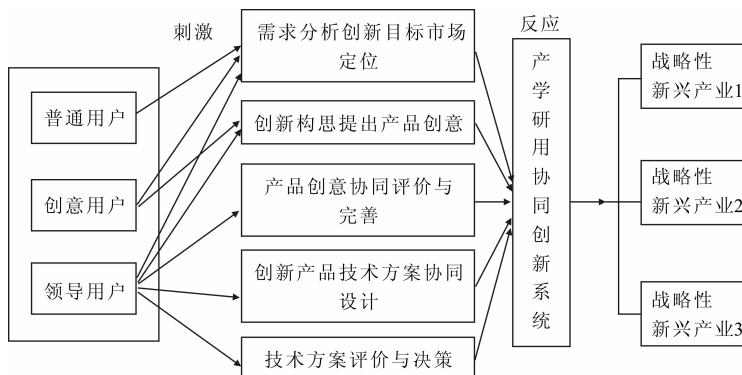 刺激
反应
普通用户
创意用户
领导用户
需求分析创新目标市场
定位
创新构思提出产品创意
产品创意协同评价与
完善
创新产品技术方案协同
设计
技术方案评价与决策
产
学
研
用
协
同
创
新
系
统
战略性
新兴产业1
战略性
新兴产业2
战略性
新兴产业3